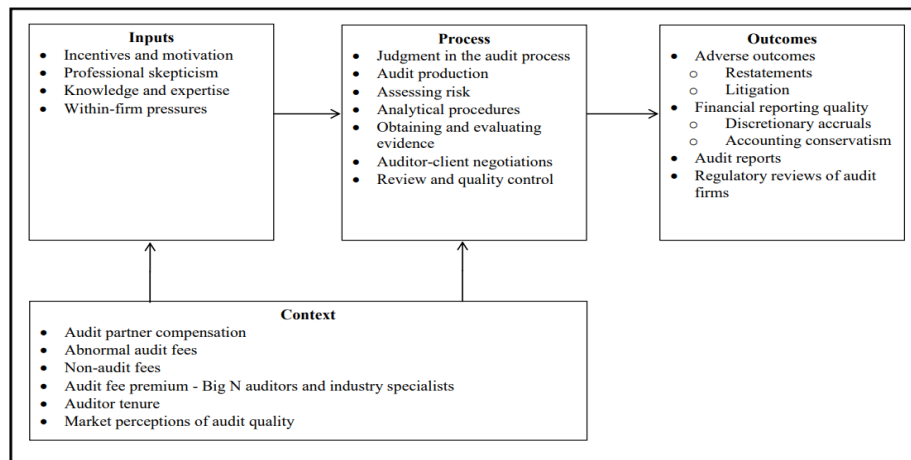 Inputs
• Incentives and motivation
• Professional skepticism
• Knowledge and expertise
• Within-firm pressures
Process
• Judgment in the audit process
• Audit production
• Assessing risk
• Analytical procedures
• Obtaining and evaluating
evidence
• Auditor-client negotiations
• Review and quality control
Outcomes
• Adverse outcomes
o Restatements
o Litigation
• Financial reporting quality
o Discretionary accruals
o Accounting conservatism
• Audit reports
• Regulatory reviews of audit
firms
Context
• Audit partner compensation
• Abnormal audit fees
• Non-audit fees
• Audit fee premium - Big N auditors and industry specialists
• Auditor tenure
• Market perceptions of audit quality